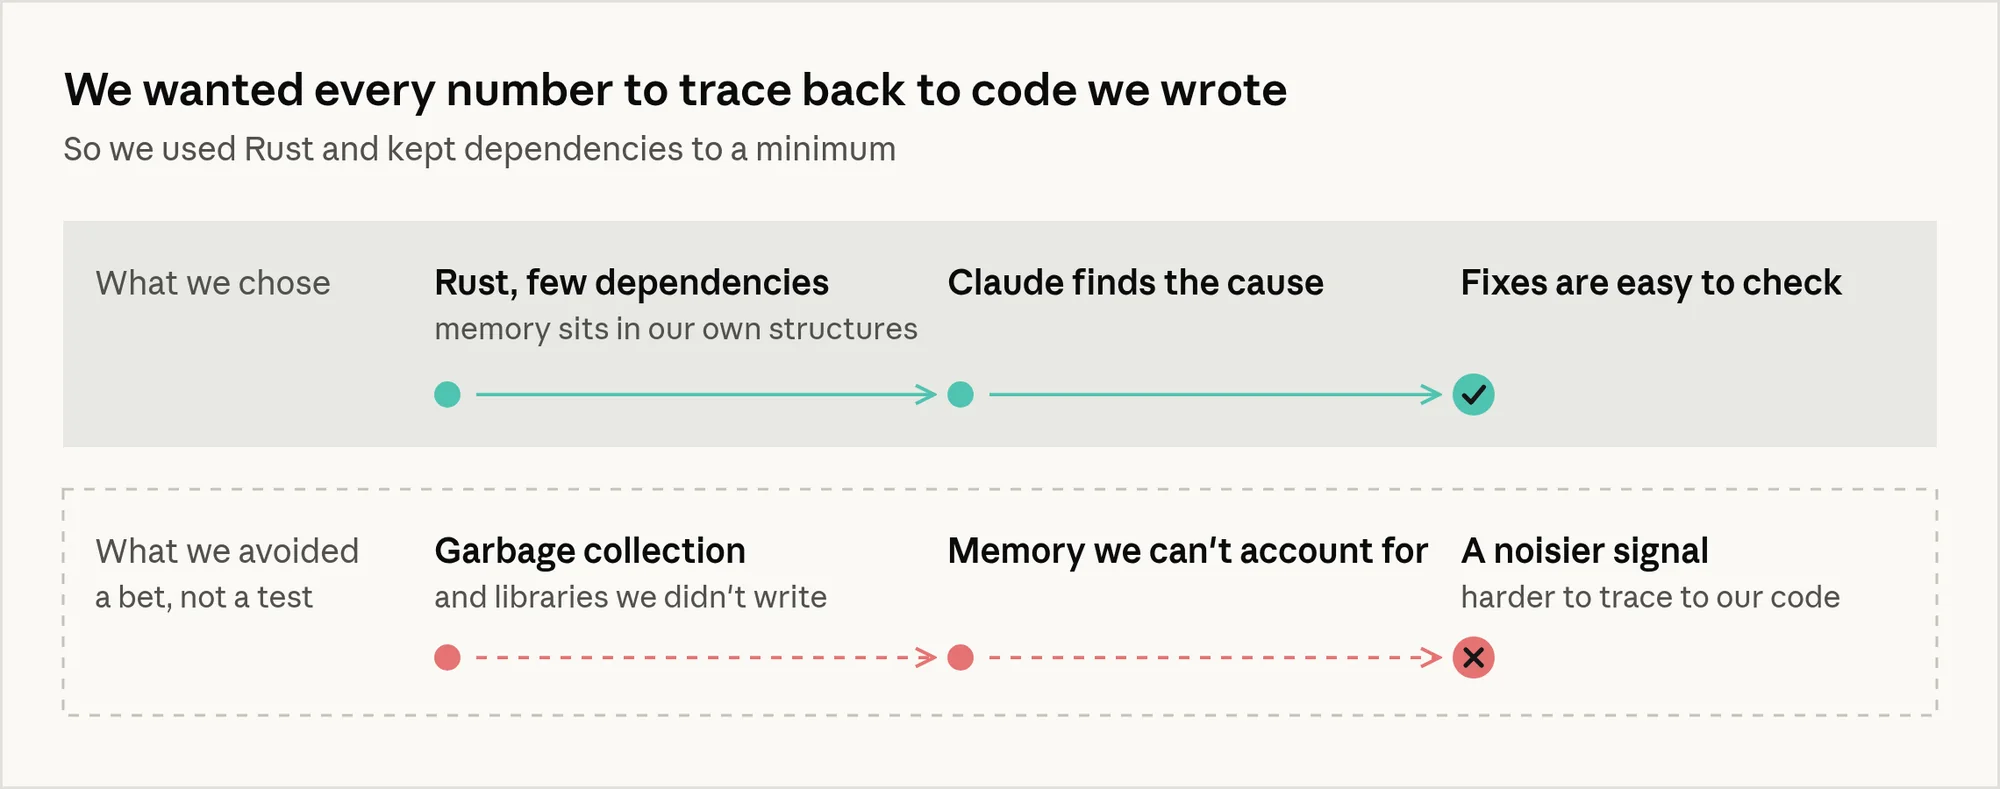 We wanted every number to trace back to code we wrote
So we used Rust and kept dependencies to a minimum
What we chose
Rust, few dependencies
memory sits in our own structures
Claude finds the cause
Fixes are easy to check
What we avoided
a bet, not a test
Garbage collection
and libraries we didn't write
Memory we can't account for
A noisier signal
harder to trace to our code